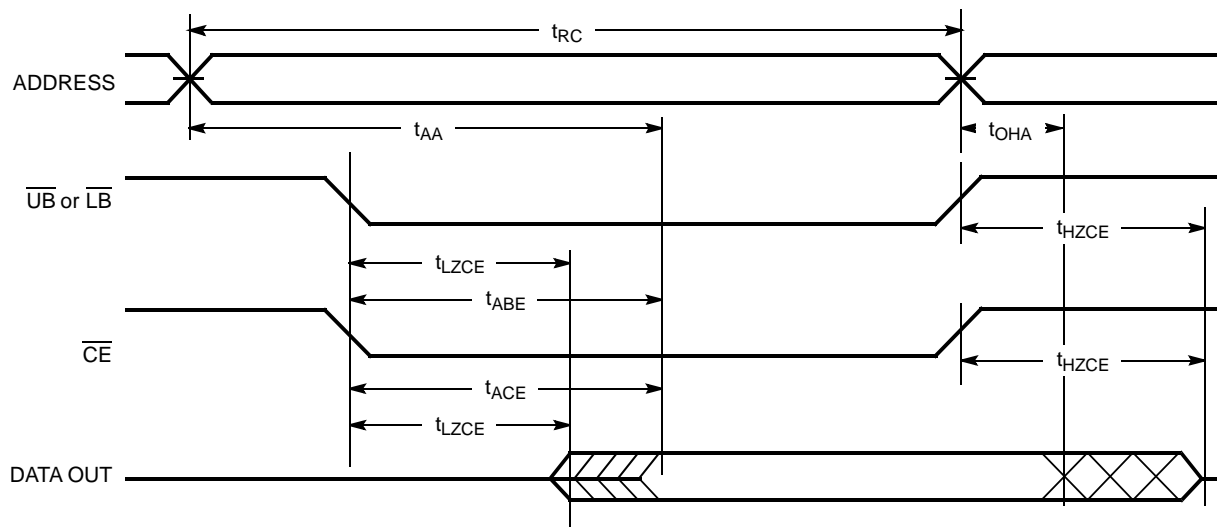 tRC
ADDRESS
tAA
tOHA
UB or LB
tHZCE
tLZCE
tABE
CE
tHZCE
tACE
tLZCE
DATA OUT